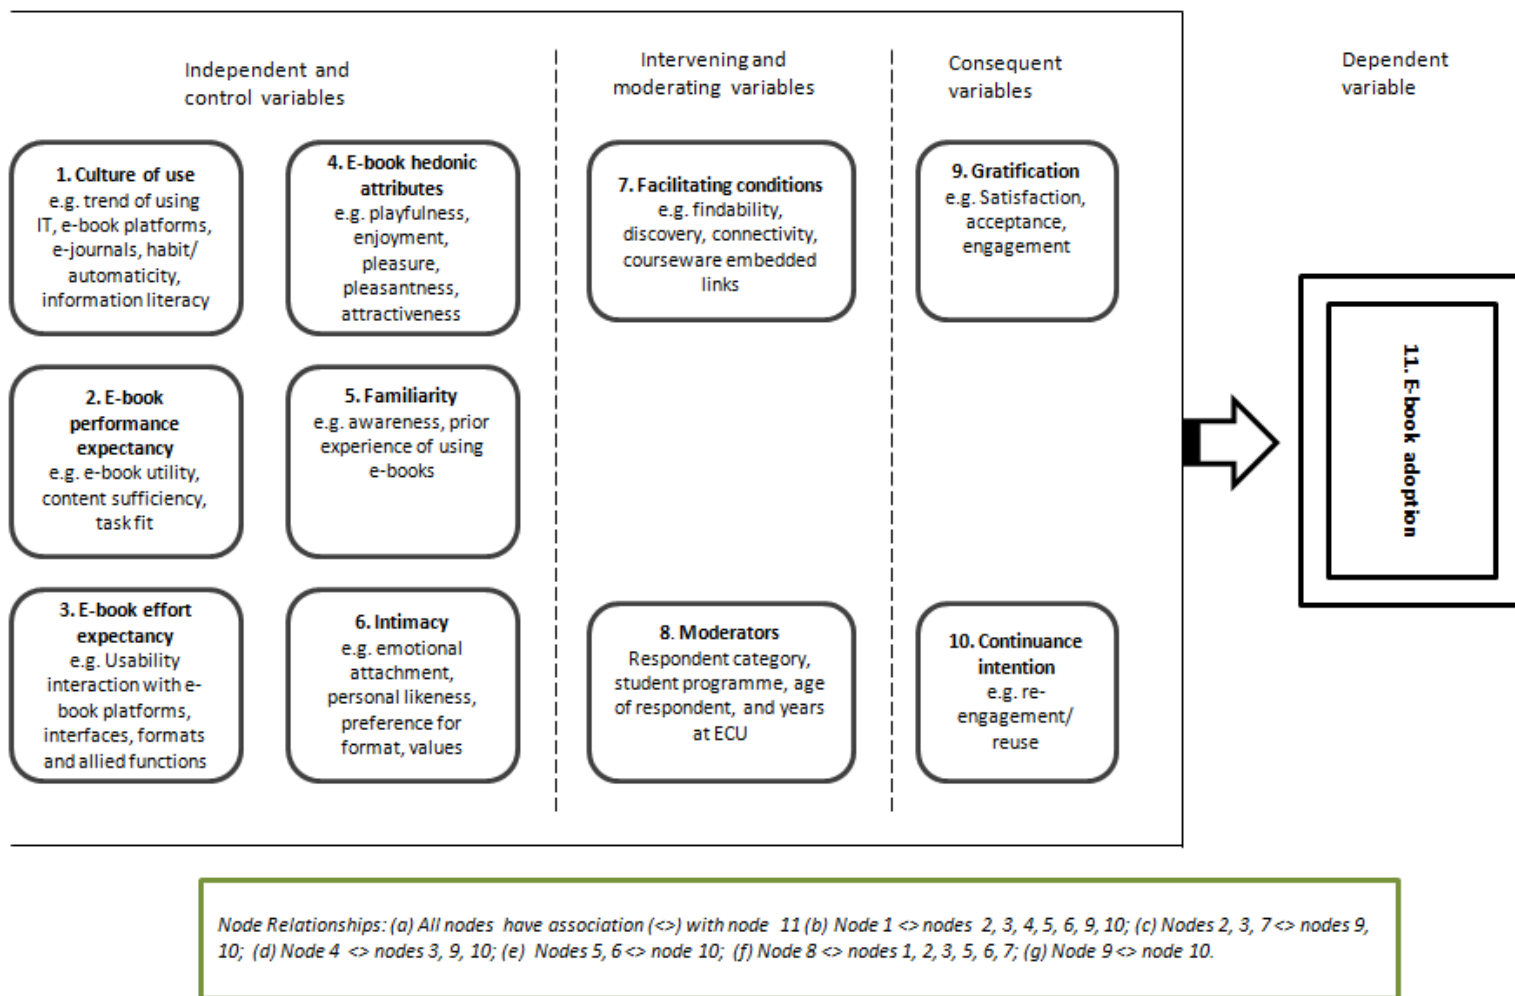 Independent and
control variables
Intervening and
moderating variables
Consequent
variables
Dependent
variable
1. Culture of use
e.g. trend of using
IT, e-book platforms,
e-journals, habit/
automaticity,
information literacy
4. E-book hedonic
attributes
e.g. playfulness,
enjoyment,
pleasure,
pleasantness,
attractiveness
7. Facilitating conditions
e.g. findability,
discovery, connectivity,
courseware embedded
links
9. Gratification
e.g. Satisfaction,
acceptance,
engagement
2. E-book
performance
expectancy
e.g. e-book utility,
content sufficiency,
task fit
5. Familiarity
e.g. awareness, prior
experience of using
e-books
11. E-book adoption
3. E-book effort
expectancy
e.g. Usability
interaction with e-
book platforms,
interfaces, formats
and allied functions
6. Intimacy
e.g. emotional
attachment,
personal likeness,
preference for
format, values
8. Moderators
Respondent category,
student programme, age
of respondent, and years
at ECU
10. Continuance
intention
e.g. re-
engagement/
reuse
Node Relationships: (a) All nodes have association (<>) with node 11 (b) Node 1 <> nodes 2, 3, 4, 5, 6, 9, 10; (c) Nodes 2, 3, 7 <> nodes 9,
10; (d) Node 4 <> nodes 3, 9, 10; (e) Nodes 5, 6 <> node 10; (f) Node 8 <> nodes 1, 2, 3, 5, 6, 7; (g) Node 9 <> node 10.